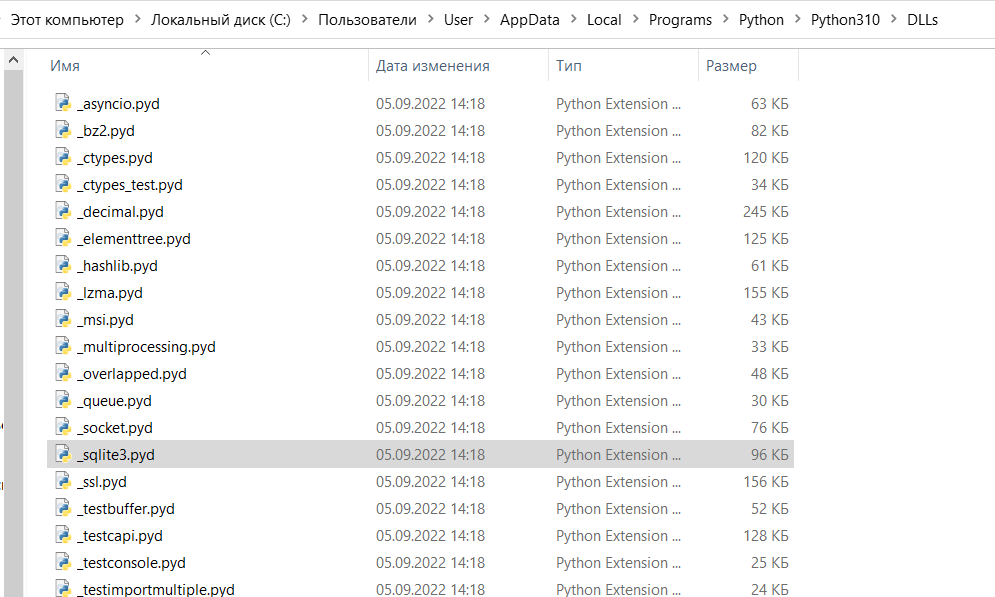 Этот компьютер > Локальный диск (C:) > Пользователи > User > AppData > Local > Programs > Python > Python310 > DLLs
Имя Дата изменения Тип Размер
_asyncio.pyd 05.09.2022 14:18 Python Extension ... 63 КБ
_bz2.pyd 05.09.2022 14:18 Python Extension ... 82 КБ
_ctypes.pyd 05.09.2022 14:18 Python Extension ... 120 КБ
_ctypes_test.pyd 05.09.2022 14:18 Python Extension ... 34 КБ
_decimal.pyd 05.09.2022 14:18 Python Extension ... 245 КБ
_elementtree.pyd 05.09.2022 14:18 Python Extension ... 125 КБ
_hashlib.pyd 05.09.2022 14:18 Python Extension ... 61 КБ
_lzma.pyd 05.09.2022 14:18 Python Extension ... 155 КБ
_msi.pyd 05.09.2022 14:18 Python Extension ... 43 КБ
_multiprocessing.pyd 05.09.2022 14:18 Python Extension ... 33 КБ
_overlapped.pyd 05.09.2022 14:18 Python Extension ... 48 КБ
_queue.pyd 05.09.2022 14:18 Python Extension ... 30 КБ
_socket.pyd 05.09.2022 14:18 Python Extension ... 76 КБ
_sqlite3.pyd 05.09.2022 14:18 Python Extension ... 96 КБ
_ssl.pyd 05.09.2022 14:18 Python Extension ... 156 КБ
_testbuffer.pyd 05.09.2022 14:18 Python Extension ... 52 КБ
_testcapi.pyd 05.09.2022 14:18 Python Extension ... 128 КБ
_testconsole.pyd 05.09.2022 14:18 Python Extension ... 25 КБ
_testimportmultiple.pyd 05.09.2022 14:18 Python Extension ... 24 КБ